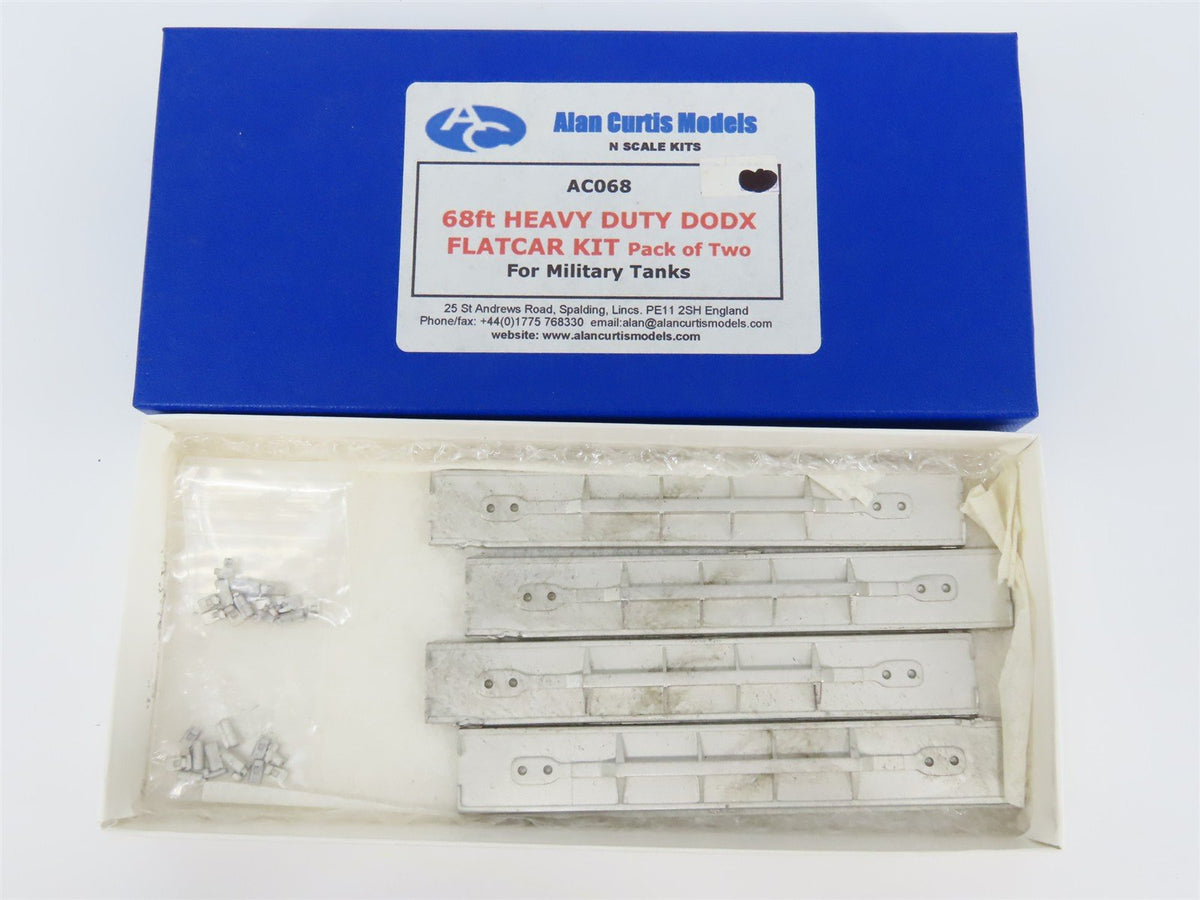 AC
Alan Curtis Models
N SCALE KITS
AC068
68ft HEAVY DUTY DODX
FLATCAR KIT Pack of Two
For Military Tanks
25 St Andrews Road, Spalding, Lincs. PE11 2SH England
Phone/fax: +44(0)1775 768330 email:alan@alancurtismodels.com
website: www.alancurtismodels.com